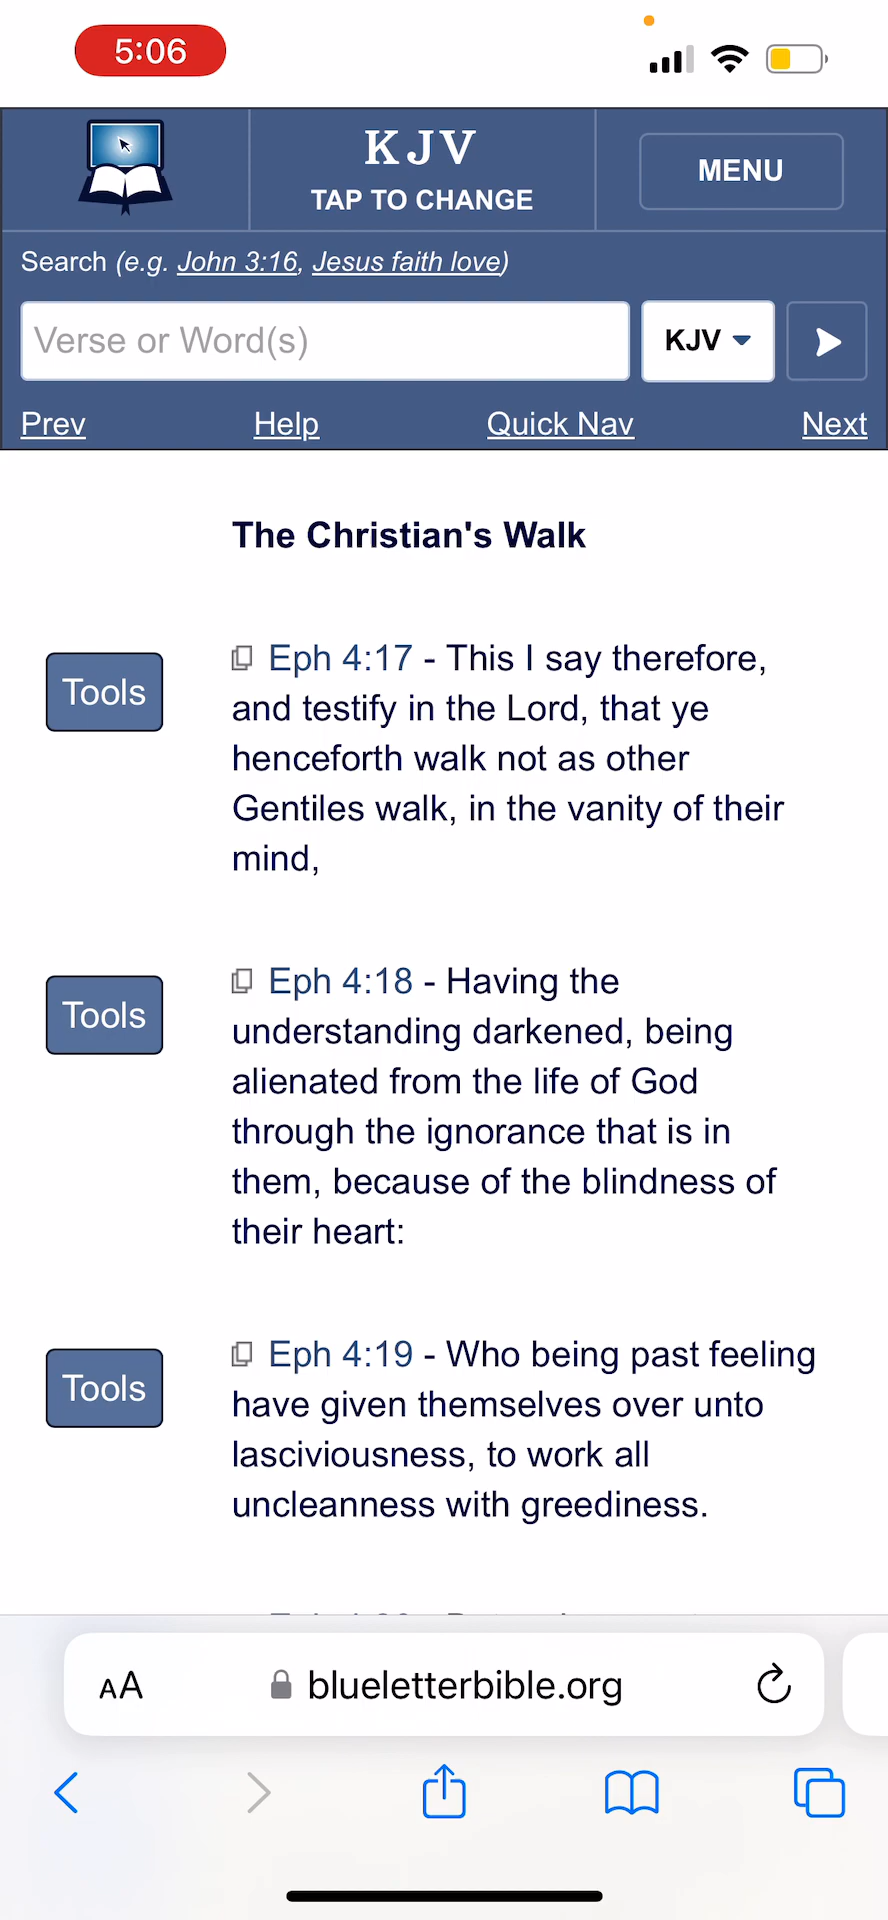 5:06
KJV
TAP TO CHANGE
MENU
Search (e.g. John 3:16, Jesus faith love)
Verse or Word(s)
KJV
Prev
Help
Quick Nav
Next
The Christian's Walk
Tools
Eph 4:17 - This I say therefore,
and testify in the Lord, that ye
henceforth walk not as other
Gentiles walk, in the vanity of their
mind,
Tools
Eph 4:18 - Having the
understanding darkened, being
alienated from the life of God
through the ignorance that is in
them, because of the blindness of
their heart:
Tools
Eph 4:19 - Who being past feeling
have given themselves over unto
lasciviousness, to work all
uncleanness with greediness.
AA
blueletterbible.org